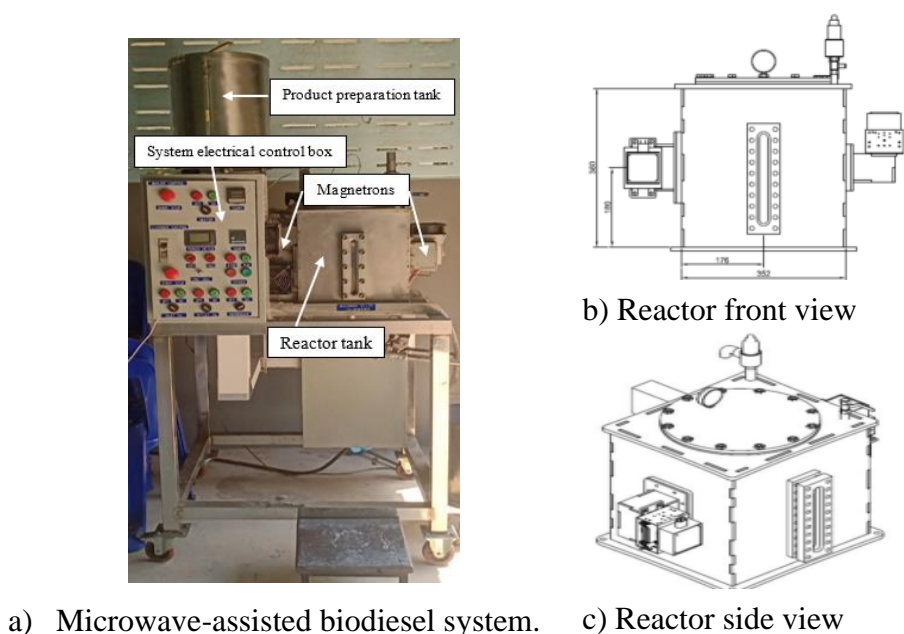 Product preparation tank
System electrical control box
Magnetrons
Reactor tank
360
180
176
352
b) Reactor front view
a) Microwave-assisted biodiesel system.
c) Reactor side view